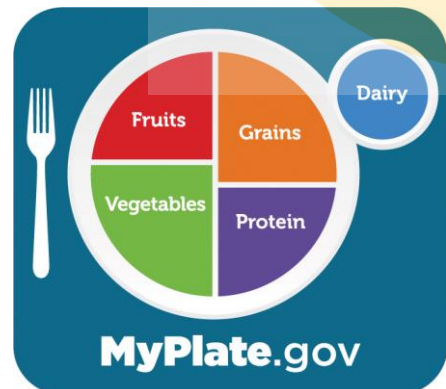 Dairy
Fruits
Grains
Vegetables
Protein
MyPlate.gov